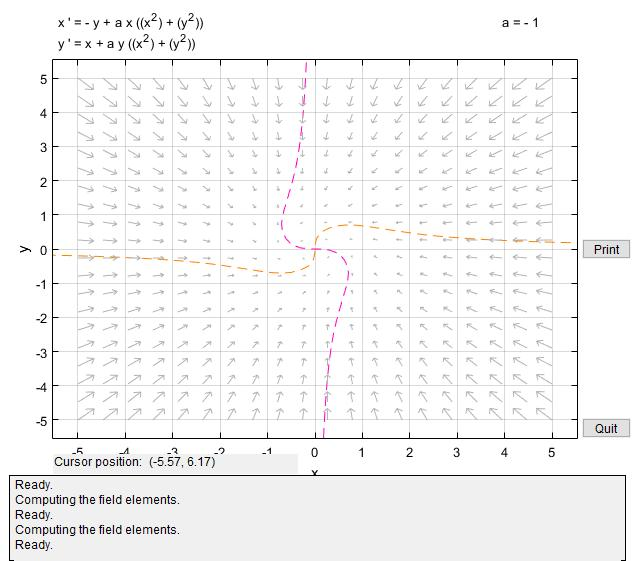 x ' = - y + a x ((x²) + (y²))
a = - 1
y ' = x + a y ((x²) + (y²))
5
4
3
2
1
0
-1
-2
-3
-4
-5
y
-5 -4 -3 -2 -1 0 1 2 3 4 5
x
Print
Quit
Cursor position: (-5.57, 6.17)
Ready.
Computing the field elements.
Ready.
Computing the field elements.
Ready.